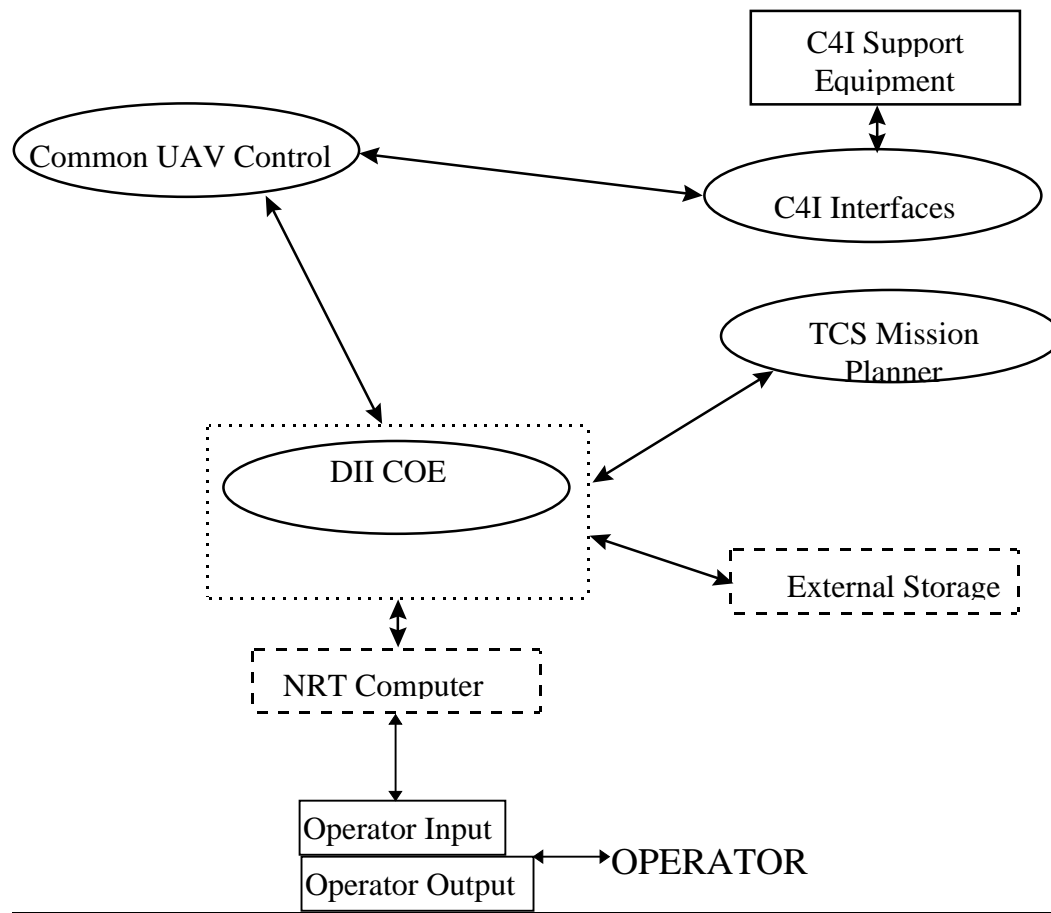 C4I Support
Equipment
Common UAV Control
C4I Interfaces
TCS Mission
Planner
DII COE
External Storage
NRT Computer
Operator Input
OPERATOR
Operator Output